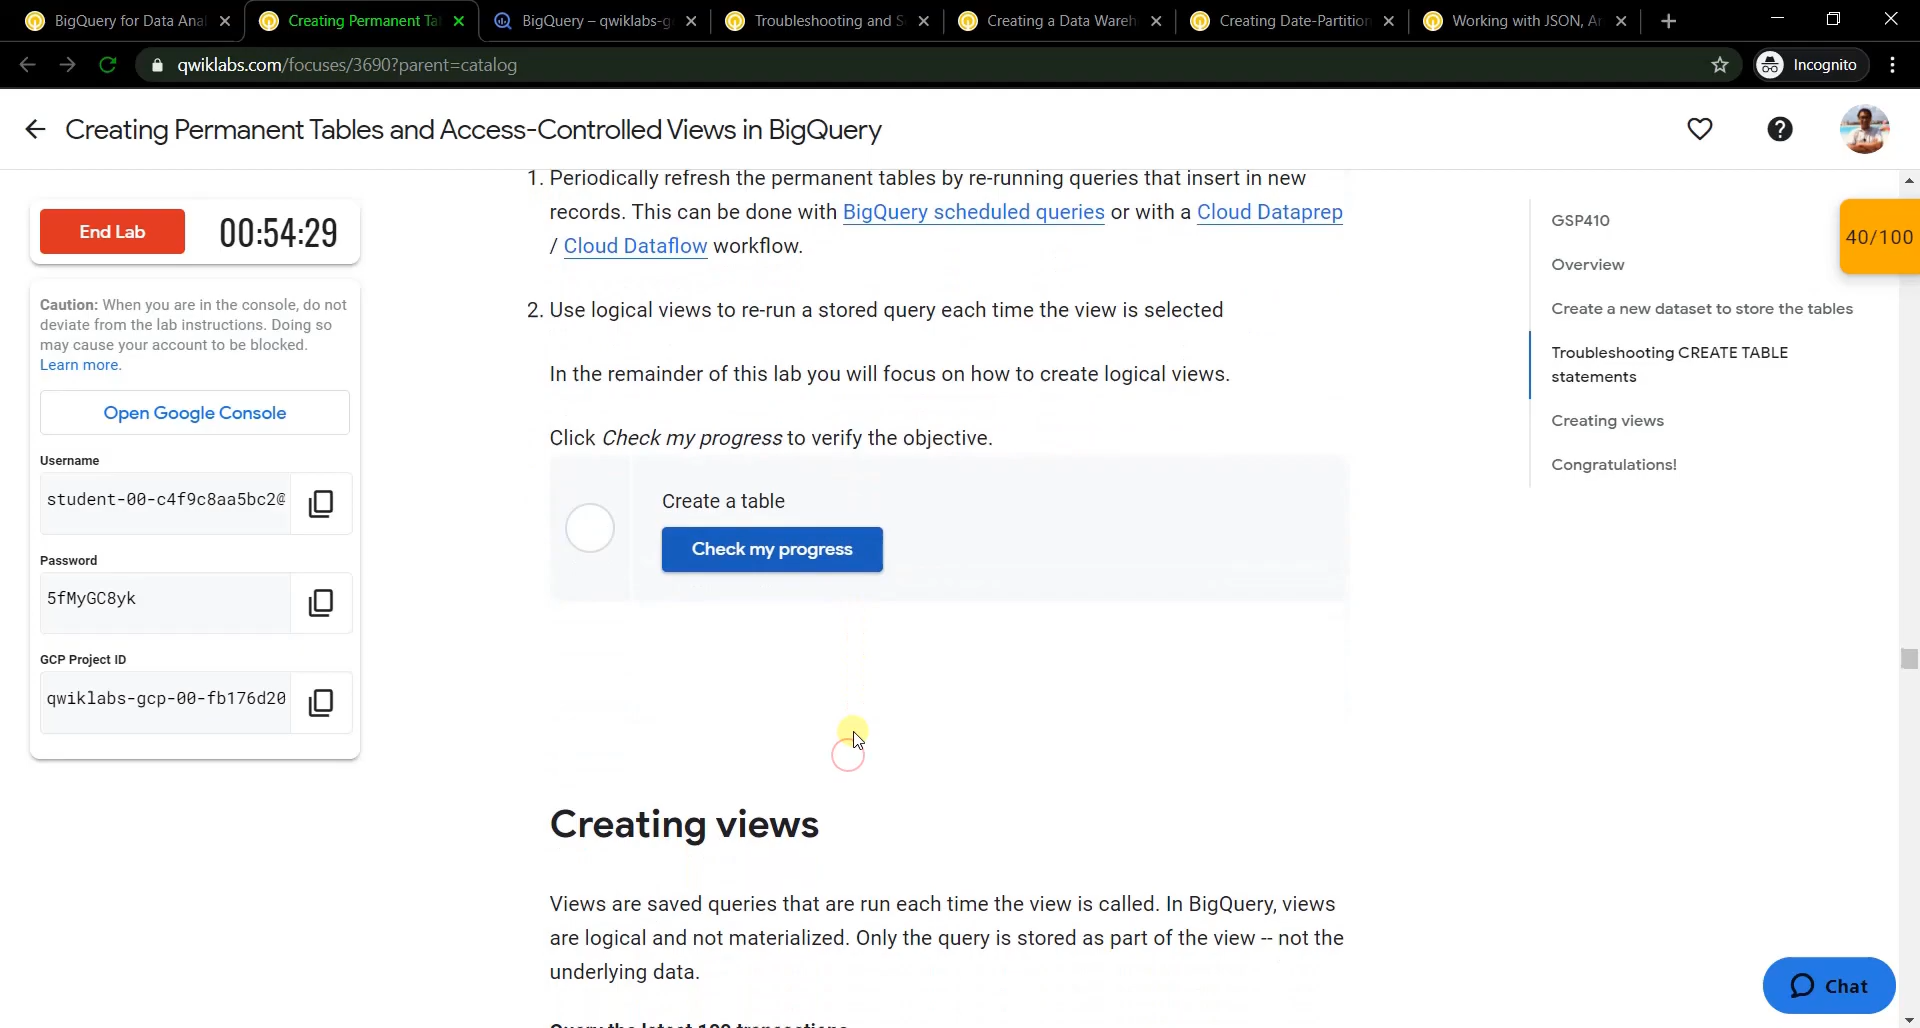 BigQuery for Data Anal
Creating Permanent Ta
BigQuery – qwiklabs-g
Troubleshooting and S
Creating a Data Wareh
Creating Date-Partition
Working with JSON, Ar
qwiklabs.com/focuses/3690?parent=catalog
Incognito
Creating Permanent Tables and Access-Controlled Views in BigQuery
End Lab
00:54:29
Caution: When you are in the console, do not
deviate from the lab instructions. Doing so
may cause your account to be blocked.
Learn more.
Open Google Console
Username
student-00-c4f9c8aa5bc2@
Password
5fMyGC8yk
GCP Project ID
qwiklabs-gcp-00-fb176d20
1. Periodically refresh the permanent tables by re-running queries that insert in new
records. This can be done with BigQuery scheduled queries or with a Cloud Dataprep
/ Cloud Dataflow workflow.
2. Use logical views to re-run a stored query each time the view is selected
In the remainder of this lab you will focus on how to create logical views.
Click Check my progress to verify the objective.
Create a table
Check my progress
Creating views
Views are saved queries that are run each time the view is called. In BigQuery, views
are logical and not materialized. Only the query is stored as part of the view -- not the
underlying data.
Query the latest 100 transactions
GSP410
Overview
Create a new dataset to store the tables
Troubleshooting CREATE TABLE
statements
Creating views
Congratulations!
40/100
Chat